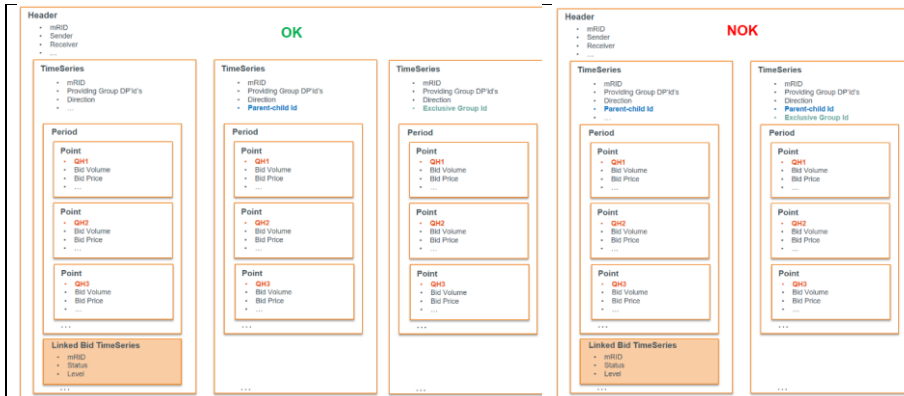 Header
• mRID
• Sender
• Receiver
• ...
OK
TimeSeries
• mRID
• Providing Group DP'Id's
• Direction
• ...
Period
Point
• QH1
• Bid Volume
• Bid Price
• ....
Point
• QH2
• Bid Volume
• Bid Price
• ...
Point
• QH3
• Bid Volume
• Bid Price
• ...
...
Linked Bid TimeSeries
• mRID
• Status
• Level
...
TimeSeries
• mRID
• Providing Group DP'Id's
• Direction
• Parent-child Id
Period
Point
• QH1
• Bid Volume
• Bid Price
• ....
Point
• QH2
• Bid Volume
• Bid Price
• ...
Point
• QH3
• Bid Volume
• Bid Price
• ...
...
...
TimeSeries
• mRID
• Providing Group DP'Id's
• Direction
• Exclusive Group Id
Period
Point
• QH1
• Bid Volume
• Bid Price
• ....
Point
• QH2
• Bid Volume
• Bid Price
• ...
Point
• QH3
• Bid Volume
• Bid Price
• ...
...
...
Header
• mRID
• Sender
• Receiver
• ...
NOK
TimeSeries
• mRID
• Providing Group DP'Id's
• Direction
• Parent-child Id
• ...
Period
Point
• QH1
• Bid Volume
• Bid Price
• ....
Point
• QH2
• Bid Volume
• Bid Price
• ...
Point
• QH3
• Bid Volume
• Bid Price
• ...
...
Linked Bid TimeSeries
• mRID
• Status
• Level
...
TimeSeries
• mRID
• Providing Group DP'Id's
• Direction
• Parent-child Id
• Exclusive Group Id
Period
Point
• QH1
• Bid Volume
• Bid Price
• ....
Point
• QH2
• Bid Volume
• Bid Price
• ...
Point
• QH3
• Bid Volume
• Bid Price
• ...
...
...